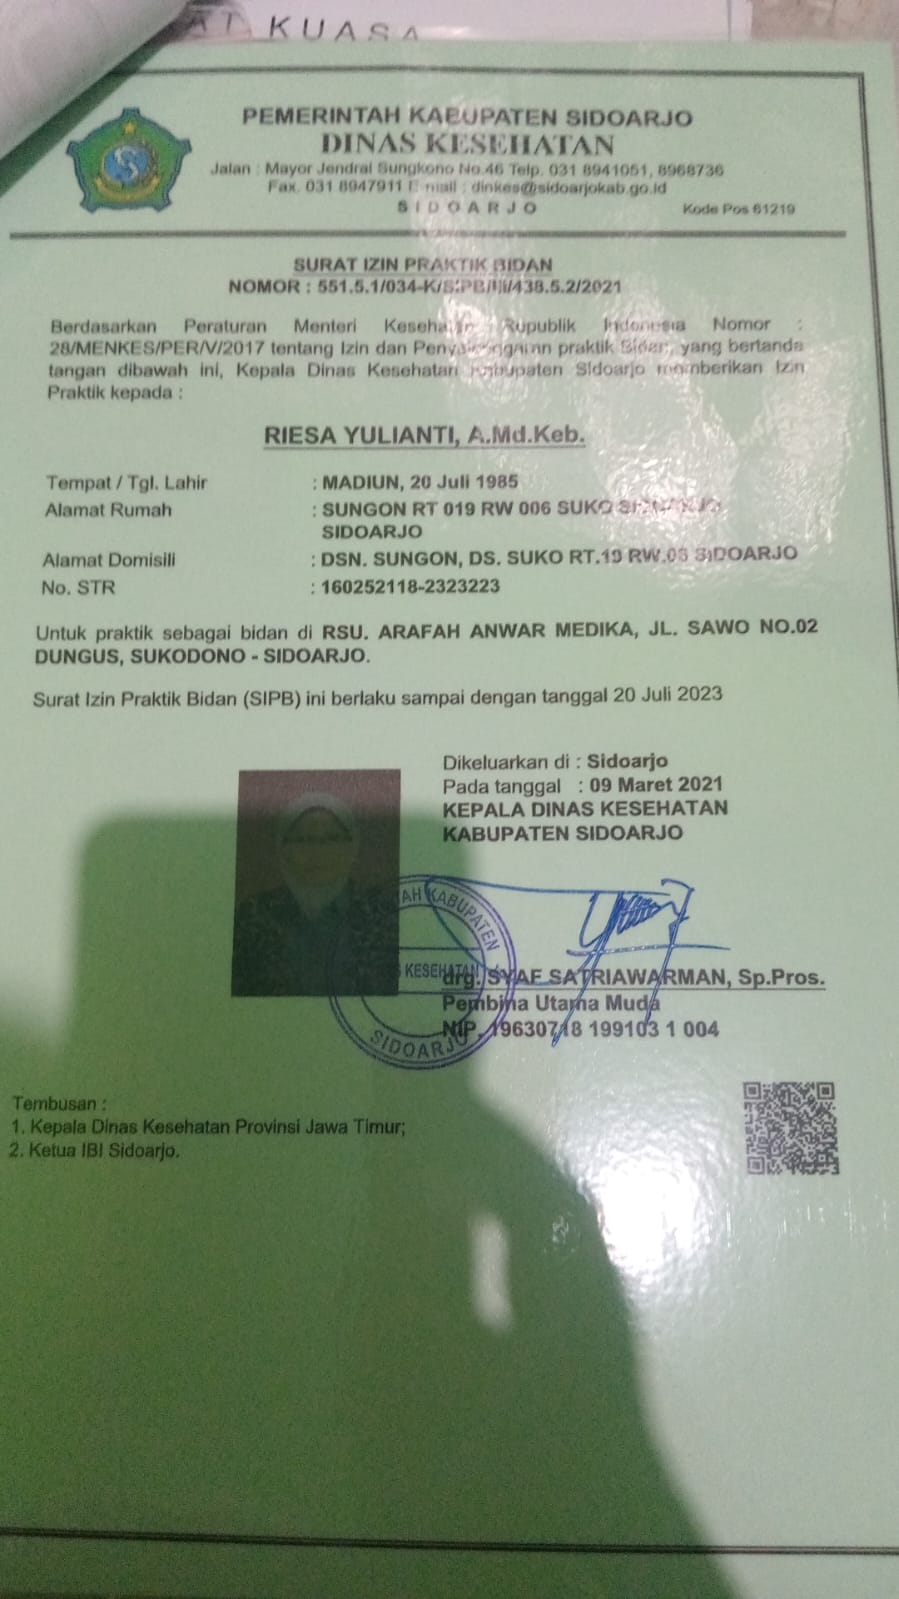 AT KUASA
PEMERINTAH KABUPATEN SIDOARJO
DINAS KESEHATAN
Jalan : Mayor Jendral Sungkono No.46 Telp. 031 8941051, 8968736
Fax. 031 8947911 E-mail : dinkes@sidoarjokab.go.id
SIDOARJO
Kode Pos 61219
SURAT IZIN PRAKTIK BIDAN
NOMOR : 551.5.1/034-K/SIPB/III/438.5.2/2021
Berdasarkan Peraturan Menteri Kesehatan Republik Indonesia Nomor :
28/MENKES/PER/V/2017 tentang Izin dan Penyelenggaraan praktik Bidan, yang bertanda
tangan dibawah ini, Kepala Dinas Kesehatan Kabupaten Sidoarjo memberikan Izin
Praktik kepada :
RIESA YULIANTI, A.Md.Keb.
Tempat / Tgl. Lahir : MADIUN, 20 Juli 1985
Alamat Rumah : SUNGON RT 019 RW 006 SUKO
SIDOARJO
Alamat Domisili : DSN. SUNGON, DS. SUKO RT.19 RW.06 SIDOARJO
No. STR : 160252118-2323223
Untuk praktik sebagai bidan di RSU. ARAFAH ANWAR MEDIKA, JL. SAWO NO.02
DUNGUS, SUKODONO - SIDOARJO.
Surat Izin Praktik Bidan (SIPB) ini berlaku sampai dengan tanggal 20 Juli 2023
Dikeluarkan di : Sidoarjo
Pada tanggal : 09 Maret 2021
KEPALA DINAS KESEHATAN
KABUPATEN SIDOARJO
AH KABUPATEN
KESEHATAN
SIDOARJO
drg. SYAF SATRIAWARMAN, Sp.Pros.
Pembina Utama Muda
NIP. 19630718 199103 1 004
Tembusan :
1. Kepala Dinas Kesehatan Provinsi Jawa Timur;
2. Ketua IBI Sidoarjo.